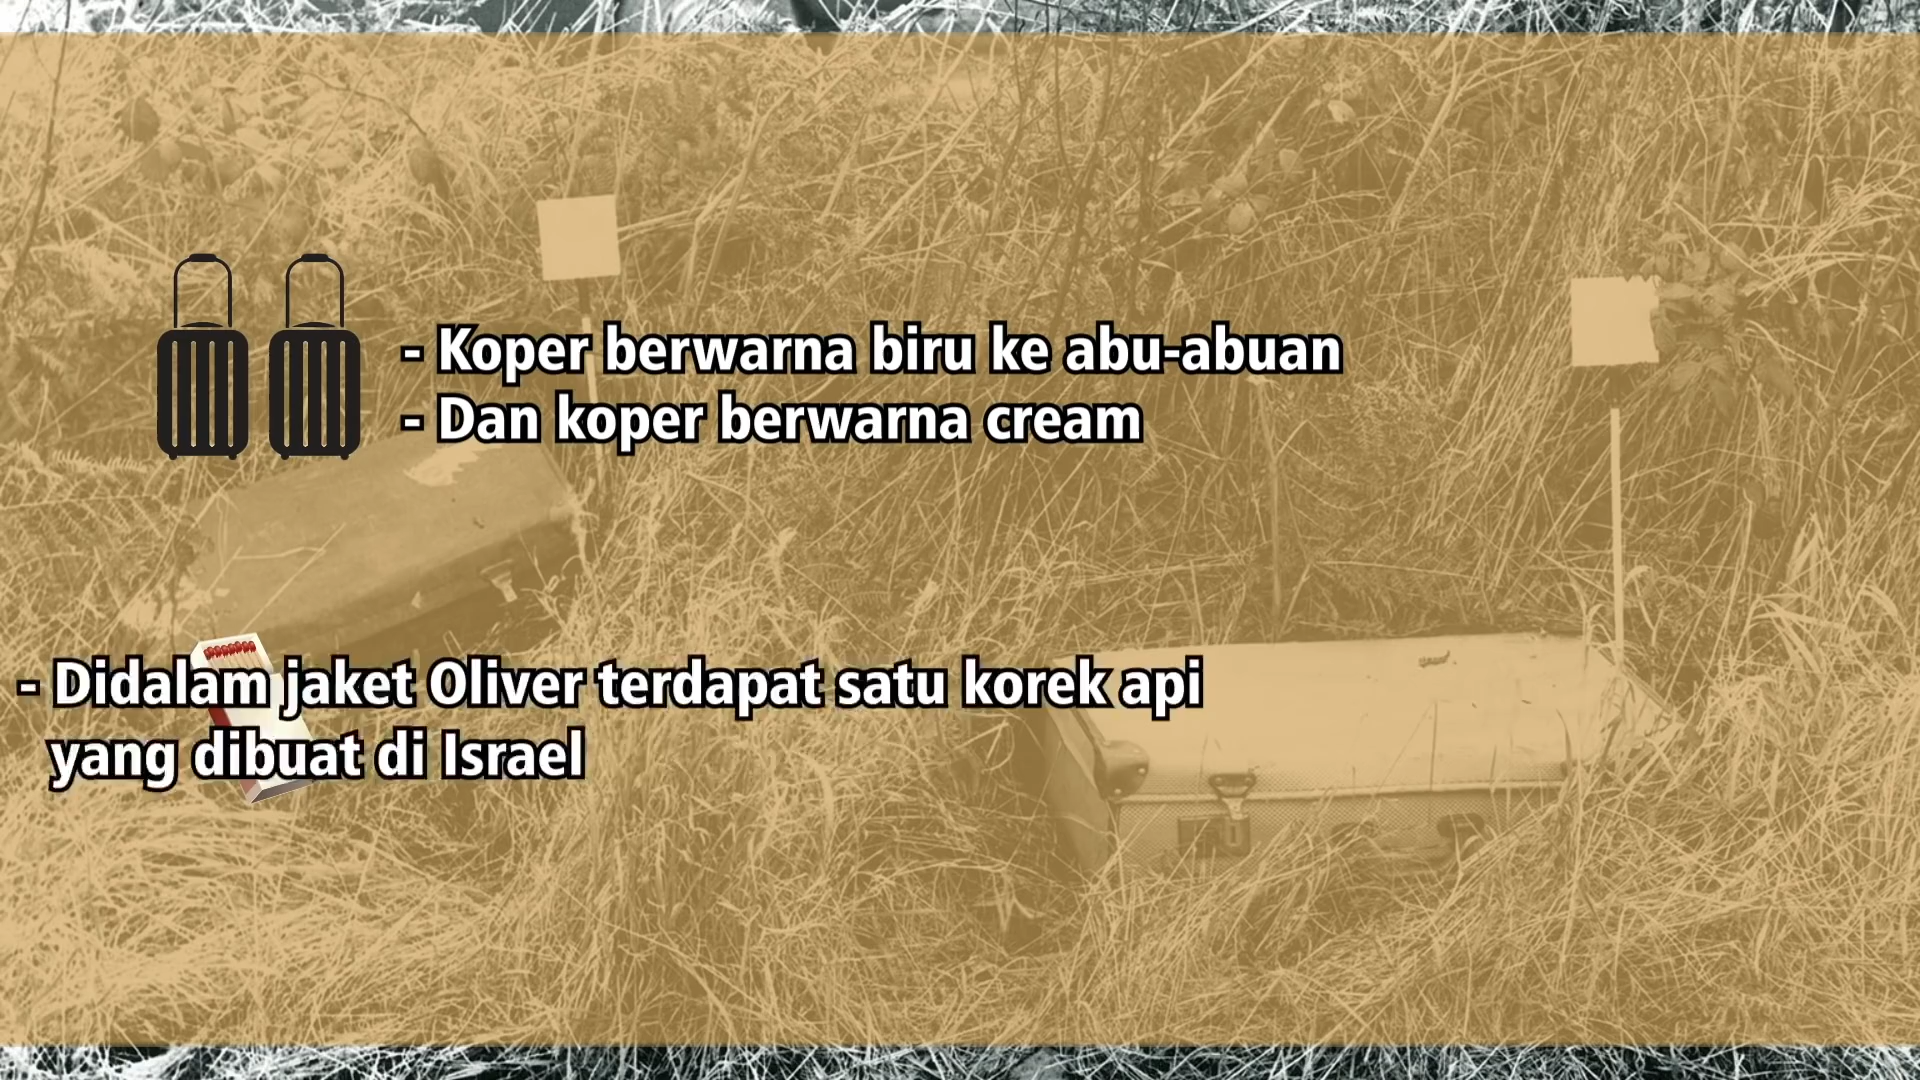 - Koper berwarna biru ke abu-abuan
- Dan koper berwarna cream
- Didalam jaket Oliver terdapat satu korek api
yang dibuat di Israel